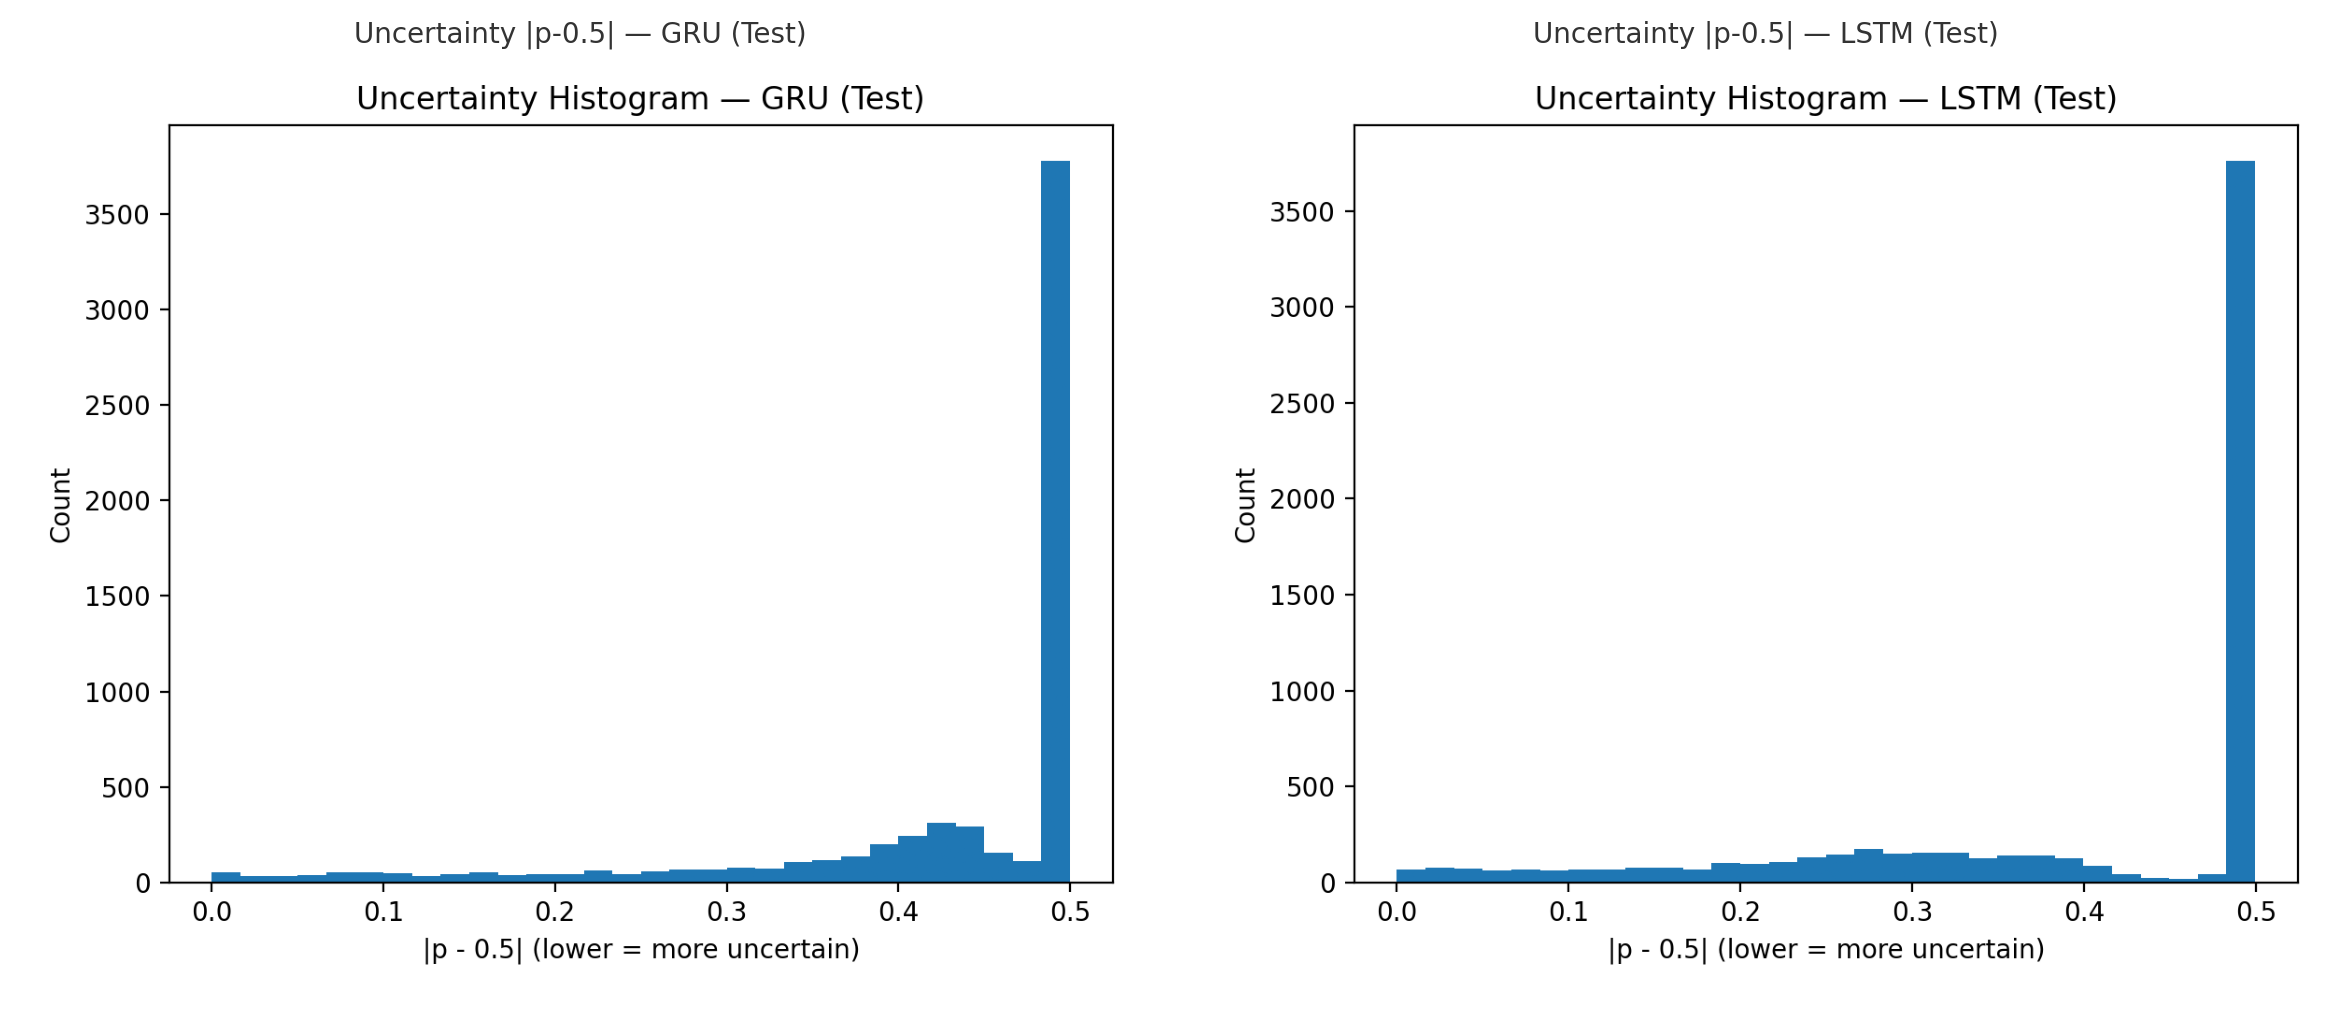 Uncertainty |p-0.5| — GRU (Test)
Uncertainty Histogram — GRU (Test)
Count
3500
3000
2500
2000
1500
1000
500
0
0.0 0.1 0.2 0.3 0.4 0.5
|p - 0.5| (lower = more uncertain)
Uncertainty |p-0.5| — LSTM (Test)
Uncertainty Histogram — LSTM (Test)
Count
3500
3000
2500
2000
1500
1000
500
0
0.0 0.1 0.2 0.3 0.4 0.5
|p - 0.5| (lower = more uncertain)